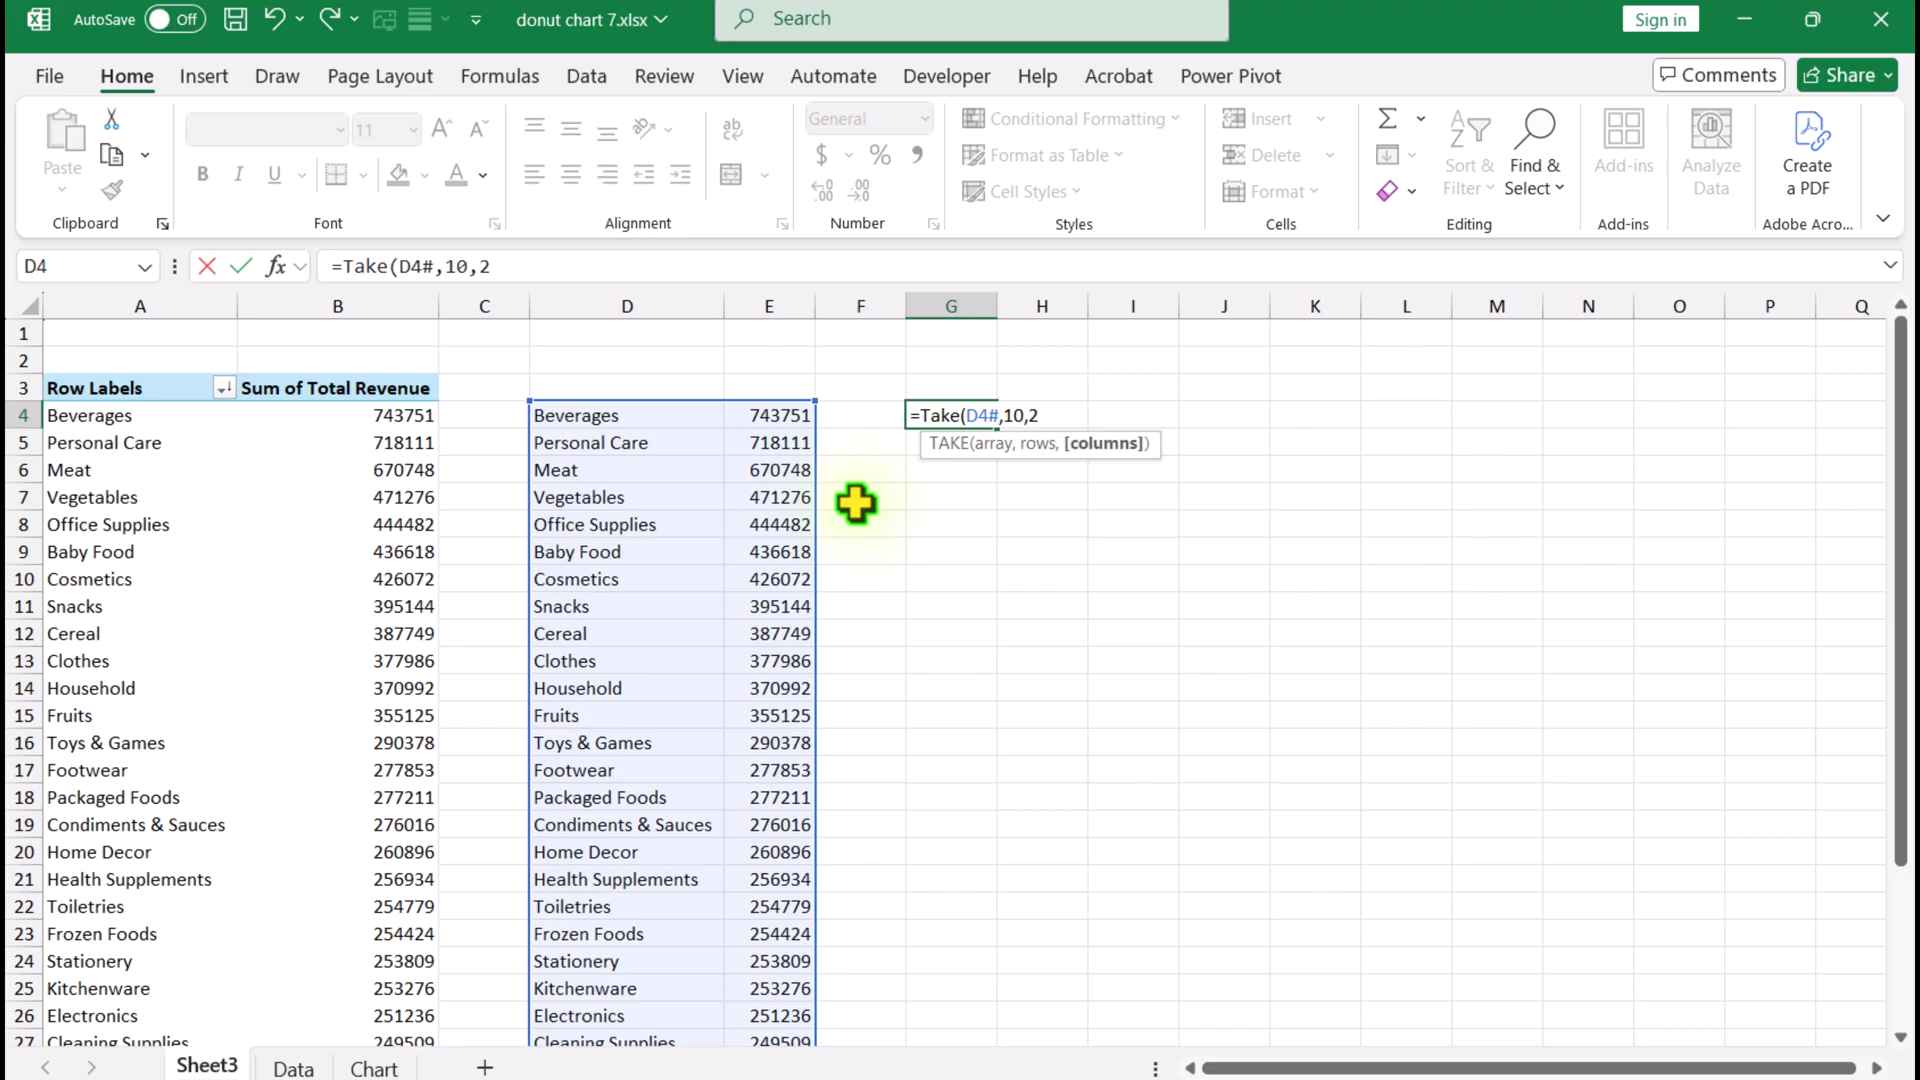 AutoSave Off donut chart 7.xlsx Search Sign in
File Home Insert Draw Page Layout Formulas Data Review View Automate Developer Help Acrobat Power Pivot Comments Share
Paste
11
B I U A
ab
General
$ % 9
.00 .00
Conditional Formatting
Format as Table
Cell Styles
Insert
Delete
Format
Sort & Filter
Find & Select
Add-ins
Analyze Data
Create a PDF
Clipboard Font Alignment Number Styles Cells Editing Add-ins Adobe Acro...
D4 fx =Take(D4#,10,2
A B C D E F G H I J K L M N O P Q
1
2
3 Row Labels Sum of Total Revenue
4 Beverages 743751 Beverages 743751 =Take(D4#,10,2
TAKE(array, rows, [columns])
5 Personal Care 718111 Personal Care 718111
6 Meat 670748 Meat 670748
7 Vegetables 471276 Vegetables 471276
8 Office Supplies 444482 Office Supplies 444482
9 Baby Food 436618 Baby Food 436618
10 Cosmetics 426072 Cosmetics 426072
11 Snacks 395144 Snacks 395144
12 Cereal 387749 Cereal 387749
13 Clothes 377986 Clothes 377986
14 Household 370992 Household 370992
15 Fruits 355125 Fruits 355125
16 Toys & Games 290378 Toys & Games 290378
17 Footwear 277853 Footwear 277853
18 Packaged Foods 277211 Packaged Foods 277211
19 Condiments & Sauces 276016 Condiments & Sauces 276016
20 Home Decor 260896 Home Decor 260896
21 Health Supplements 256934 Health Supplements 256934
22 Toiletries 254779 Toiletries 254779
23 Frozen Foods 254424 Frozen Foods 254424
24 Stationery 253809 Stationery 253809
25 Kitchenware 253276 Kitchenware 253276
26 Electronics 251236 Electronics 251236
27 Cleaning Supplies 249509 Cleaning Supplies 249509
Sheet3 Data Chart